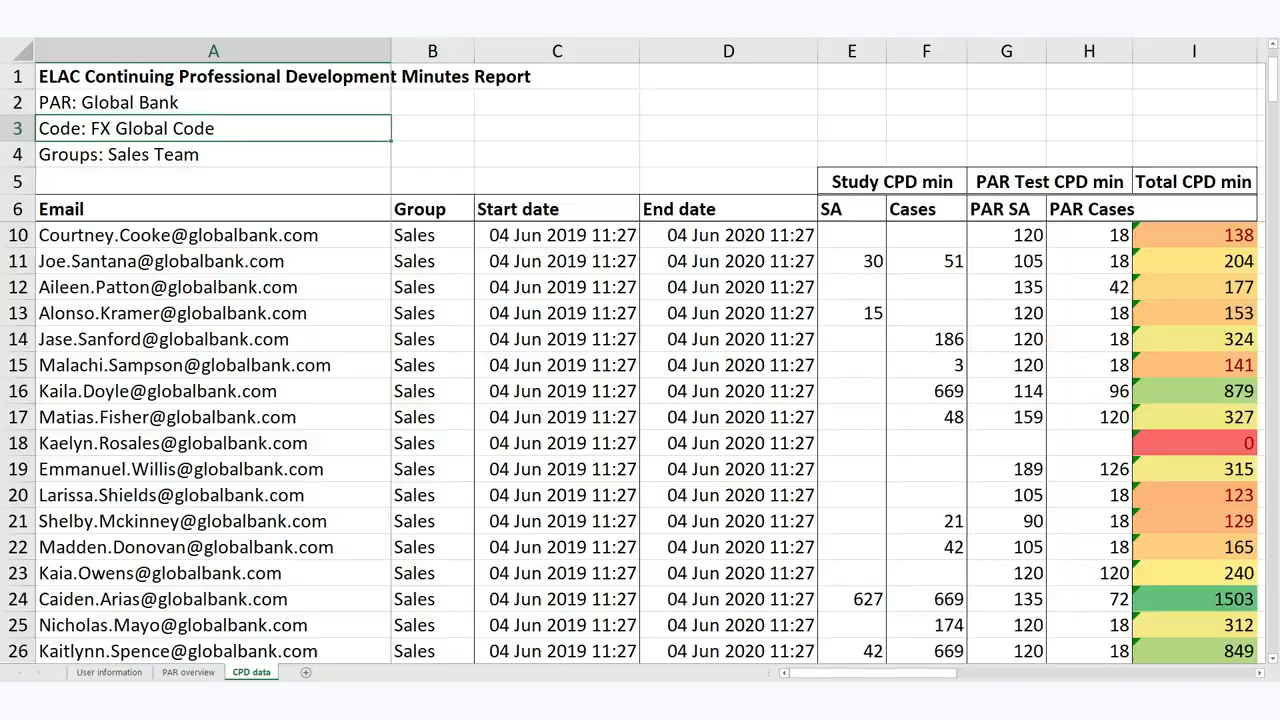 A B C D E F G H I
1 ELAC Continuing Professional Development Minutes Report
2 PAR: Global Bank
3 Code: FX Global Code
4 Groups: Sales Team
5 Study CPD min PAR Test CPD min Total CPD min
6 Email Group Start date End date SA Cases PAR SA PAR Cases
10 Courtney.Cooke@globalbank.com Sales 04 Jun 2019 11:27 04 Jun 2020 11:27 120 18 138
11 Joe.Santana@globalbank.com Sales 04 Jun 2019 11:27 04 Jun 2020 11:27 30 51 105 18 204
12 Aileen.Patton@globalbank.com Sales 04 Jun 2019 11:27 04 Jun 2020 11:27 135 42 177
13 Alonso.Kramer@globalbank.com Sales 04 Jun 2019 11:27 04 Jun 2020 11:27 15 120 18 153
14 Jase.Sanford@globalbank.com Sales 04 Jun 2019 11:27 04 Jun 2020 11:27 186 120 18 324
15 Malachi.Sampson@globalbank.com Sales 04 Jun 2019 11:27 04 Jun 2020 11:27 3 120 18 141
16 Kaila.Doyle@globalbank.com Sales 04 Jun 2019 11:27 04 Jun 2020 11:27 669 114 96 879
17 Matias.Fisher@globalbank.com Sales 04 Jun 2019 11:27 04 Jun 2020 11:27 48 159 120 327
18 Kaelyn.Rosales@globalbank.com Sales 04 Jun 2019 11:27 04 Jun 2020 11:27 0
19 Emmanuel.Willis@globalbank.com Sales 04 Jun 2019 11:27 04 Jun 2020 11:27 189 126 315
20 Larissa.Shields@globalbank.com Sales 04 Jun 2019 11:27 04 Jun 2020 11:27 105 18 123
21 Shelby.Mckinney@globalbank.com Sales 04 Jun 2019 11:27 04 Jun 2020 11:27 21 90 18 129
22 Madden.Donovan@globalbank.com Sales 04 Jun 2019 11:27 04 Jun 2020 11:27 42 105 18 165
23 Kaia.Owens@globalbank.com Sales 04 Jun 2019 11:27 04 Jun 2020 11:27 120 120 240
24 Caiden.Arias@globalbank.com Sales 04 Jun 2019 11:27 04 Jun 2020 11:27 627 669 135 72 1503
25 Nicholas.Mayo@globalbank.com Sales 04 Jun 2019 11:27 04 Jun 2020 11:27 174 120 18 312
26 Kaitlynn.Spence@globalbank.com Sales 04 Jun 2019 11:27 04 Jun 2020 11:27 42 669 120 18 849
User information PAR overview CPD data